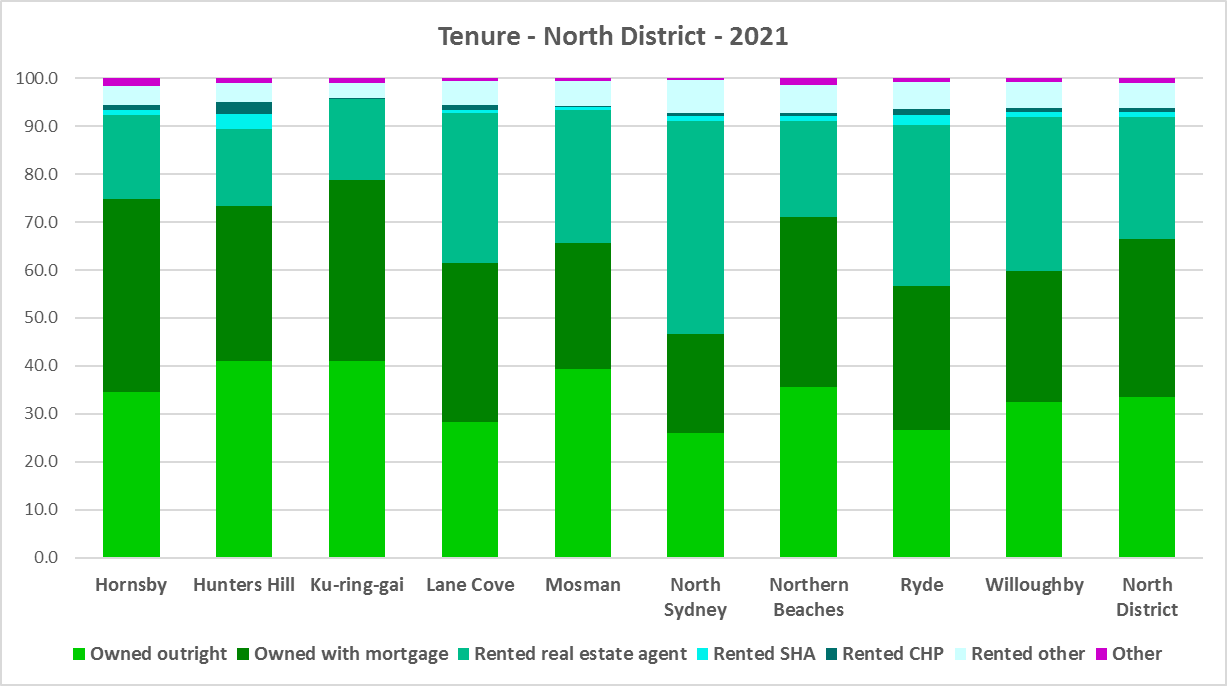 Tenure - North District - 2021
100.0
90.0
80.0
70.0
60.0
50.0
40.0
30.0
20.0
10.0
0.0
Hornsby Hunters Hill Ku-ring-gai Lane Cove Mosman North Northern Ryde Willoughby North
Sydney Beaches District
Owned outright Owned with mortgage Rented real estate agent Rented SHA Rented CHP Rented other Other